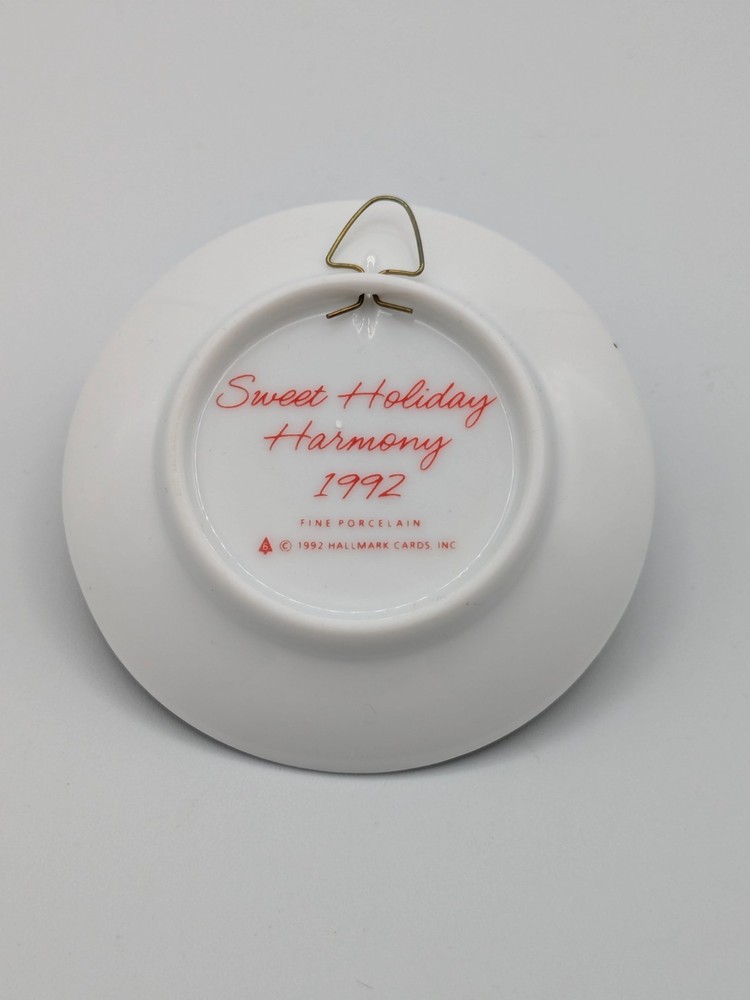 Sweet Holiday
Harmony
1992
FINE PORCELAIN
© 1992 HALLMARK CARDS, INC